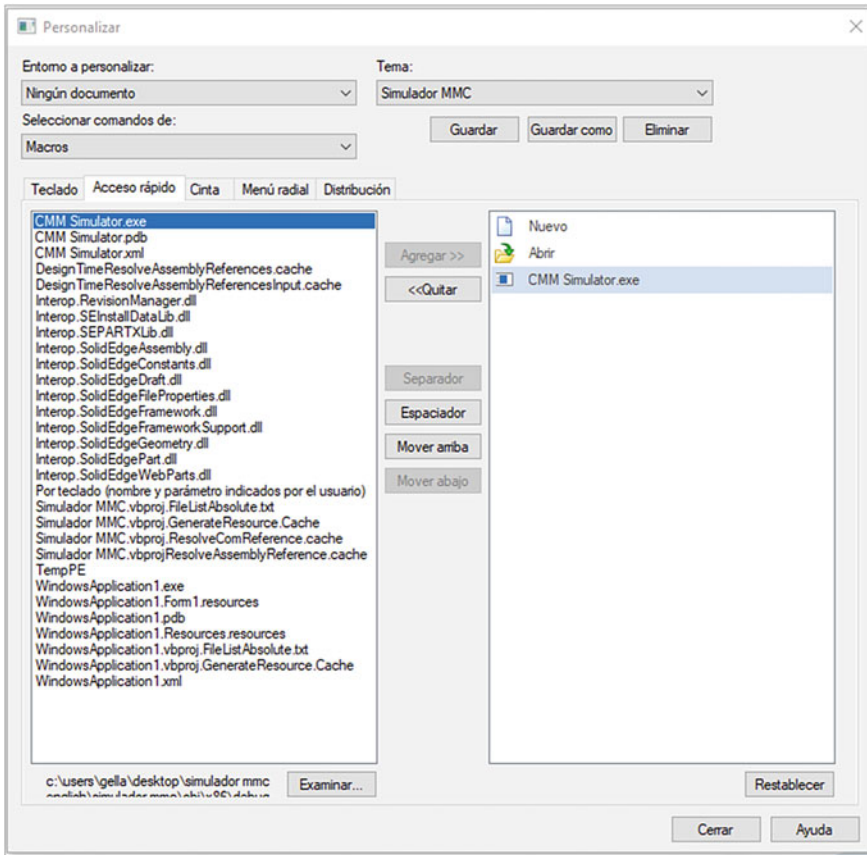 Personalizar
Entorno a personalizar:
Tema:
Ningún documento
Simulador MMC
Seleccionar comandos de:
Guardar
Guardar como
Eliminar
Macros
Teclado
Acceso rápido
Cinta
Menú radial
Distribución
CMM Simulator.exe
CMM Simulator.pdb
CMM Simulator.xml
DesignTimeResolveAssemblyReferences.cache
DesignTimeResolveAssemblyReferencesInput.cache
Interop.RevisionManager.dll
Interop.SEInstallDataLib.dll
Interop.SEPARTXLib.dll
Interop.SolidEdgeAssembly.dll
Interop.SolidEdgeConstants.dll
Interop.SolidEdgeDraft.dll
Interop.SolidEdgeFileProperties.dll
Interop.SolidEdgeFramework.dll
Interop.SolidEdgeFrameworkSupport.dll
Interop.SolidEdgeGeometry.dll
Interop.SolidEdgePart.dll
Interop.SolidEdgeWebParts.dll
Por teclado (nombre y parámetro indicados por el usuario)
Simulador MMC.vbproj.FileListAbsolute.txt
Simulador MMC.vbproj.GenerateResource.Cache
Simulador MMC.vbproj.ResolveComReference.cache
Simulador MMC.vbprojResolveAssemblyReference.cache
TempPE
WindowsApplication1.exe
WindowsApplication1.Form1.resources
WindowsApplication1.pdb
WindowsApplication1.Resources.resources
WindowsApplication1.vbproj.FileListAbsolute.txt
WindowsApplication1.vbproj.GenerateResource.Cache
WindowsApplication1.xml
Agregar >>
<<Quitar
Separador
Espaciador
Mover arriba
Mover abajo
Nuevo
Abrir
CMM Simulator.exe
c:\users\gella\desktop\simulador mmc
english\simulador mmc\obj\x86\debug
Examinar...
Restablecer
Cerrar
Ayuda